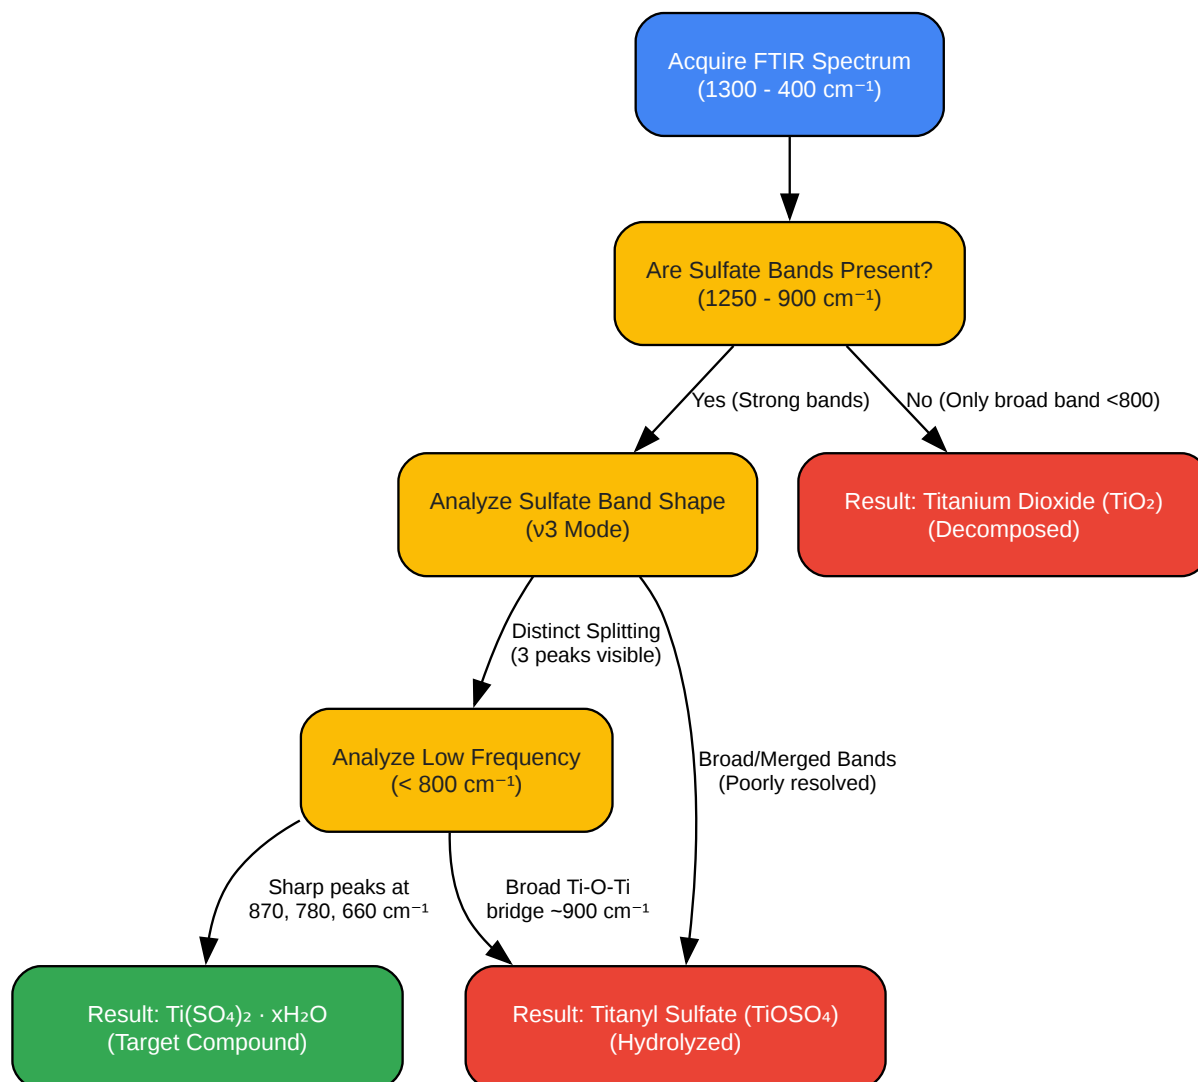 Acquire FTIR Spectrum
(1300 - 400 cm⁻¹)
Are Sulfate Bands Present?
(1250 - 900 cm⁻¹)
Yes (Strong bands)
No (Only broad band <800)
Analyze Sulfate Band Shape
(ν3 Mode)
Result: Titanium Dioxide (TiO₂)
(Decomposed)
Distinct Splitting
(3 peaks visible)
Analyze Low Frequency
(< 800 cm⁻¹)
Broad/Merged Bands
(Poorly resolved)
Sharp peaks at
870, 780, 660 cm⁻¹
Broad Ti-O-Ti
bridge ~900 cm⁻¹
Result: Ti(SO₄)₂ · xH₂O
(Target Compound)
Result: Titanyl Sulfate (TiOSO₄)
(Hydrolyzed)